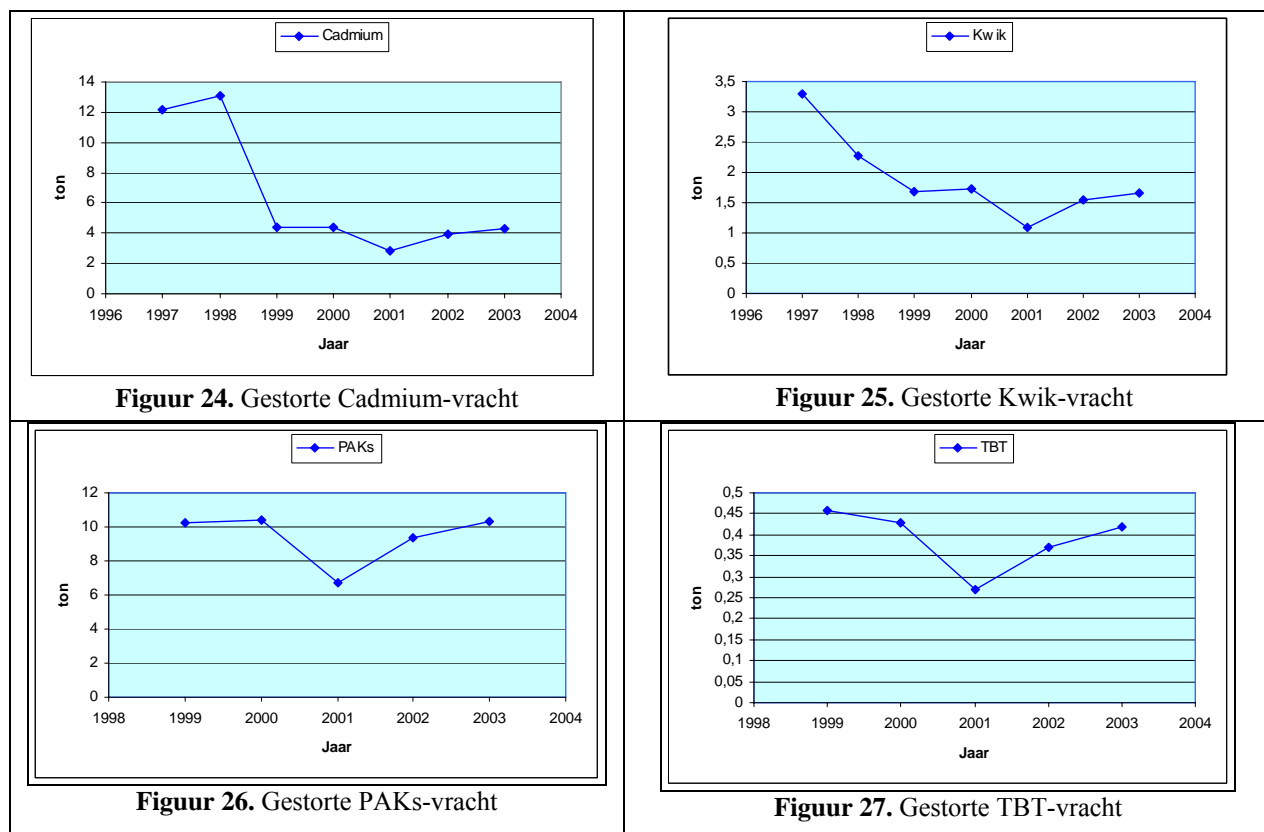 Cadmium
14
12
10
8
6
4
2
0
ton
1996 1997 1998 1999 2000 2001 2002 2003 2004
Jaar
Figuur 24. Gestorte Cadmium-vracht
Kwik
3,5
3
2,5
2
1,5
1
0,5
0
ton
1996 1997 1998 1999 2000 2001 2002 2003 2004
Jaar
Figuur 25. Gestorte Kwik-vracht
PAKs
12
10
8
6
4
2
0
ton
1998 1999 2000 2001 2002 2003 2004
Jaar
Figuur 26. Gestorte PAKs-vracht
TBT
0,5
0,45
0,4
0,35
0,3
0,25
0,2
0,15
0,1
0,05
0
ton
1998 1999 2000 2001 2002 2003 2004
Jaar
Figuur 27. Gestorte TBT-vracht